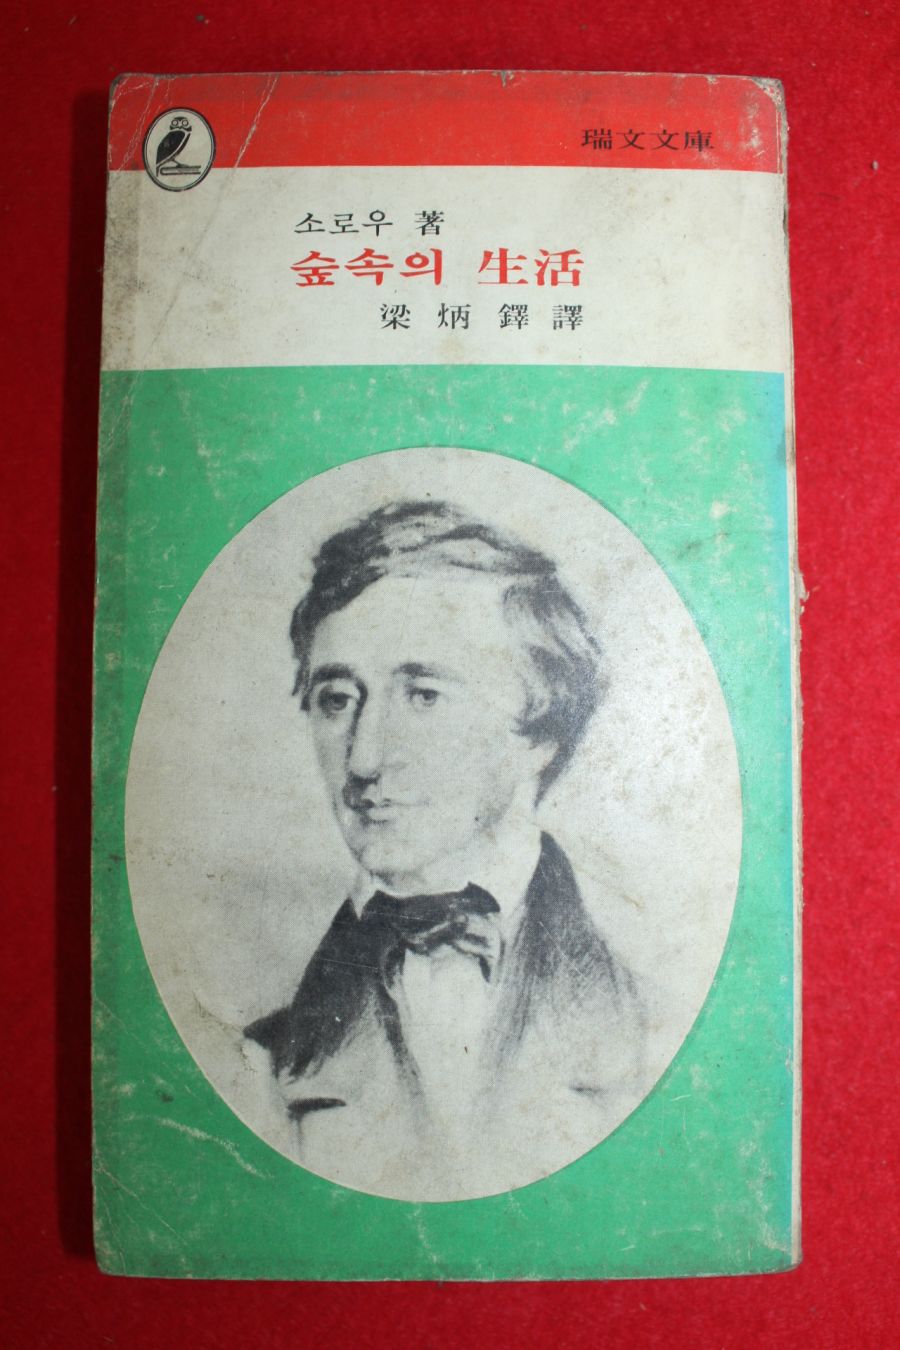 瑞文文庫
소로우 著
숲속의 生活
梁炳鐸譯